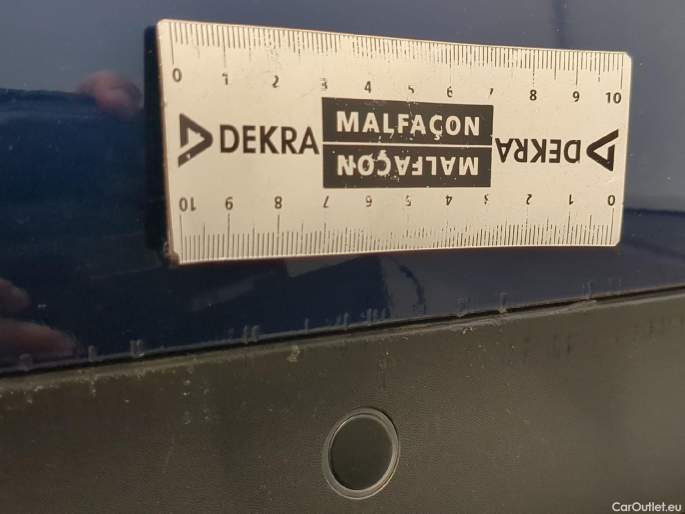 0 1 2 3 4 5 6 7 8 9 10
DEKRA
MALFAÇON
MALFAÇON
DEKRA
10 9 8 7 6 5 4 3 2 1 0
CarOutlet.eu